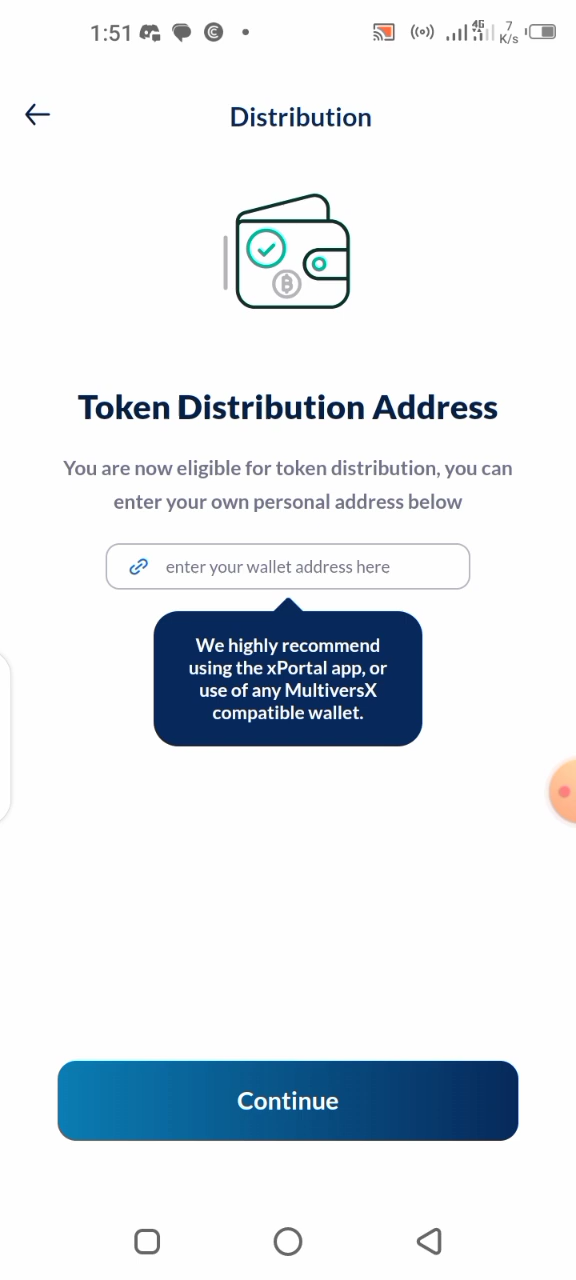 1:51
4G
7
K/s
Distribution
Token Distribution Address
You are now eligible for token distribution, you can
enter your own personal address below
enter your wallet address here
We highly recommend
using the xPortal app, or
use of any MultiversX
compatible wallet.
Continue